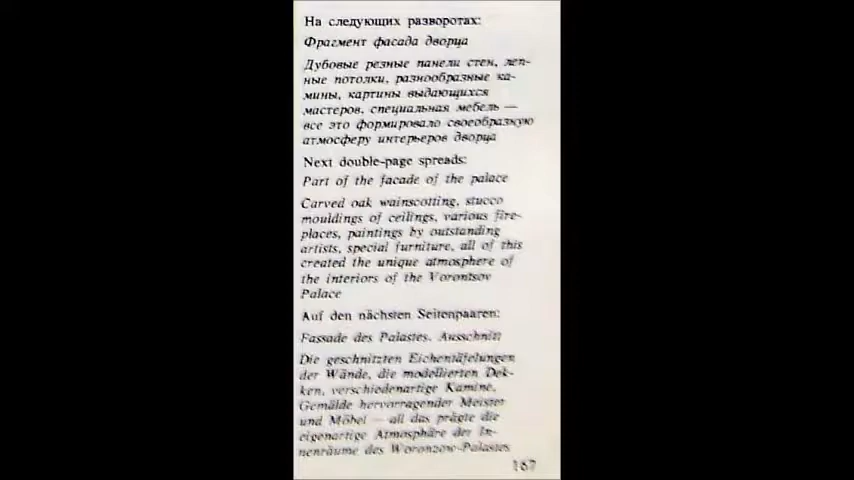 На следующих разворотах:
Фрагмент фасада дворца
Дубовые резные панели стен, леп-
ные потолки, разнообразные ка-
мины, картины выдающихся
мастеров, специальная мебель —
все это формировало своеобразную
атмосферу интерьеров дворца
Next double-page spreads:
Part of the facade of the palace
Carved oak wainscotting, stucco
mouldings of ceilings, various fire-
places, paintings by outstanding
artists, special furniture, all of this
created the unique atmosphere of
the interiors of the Vorontsov
Palace
Auf den nächsten Seitenpaaren:
Fassade des Palastes. Ausschnitt
Die geschnitzten Eichentäfelungen
der Wände, die modellierten Dek-
ken, verschiedenartige Kamine,
Gemälde hervorragender Meister
und Möbel — all das prägte die
eigenartige Atmosphäre der In-
nenräume des Woronzow-Palastes
167